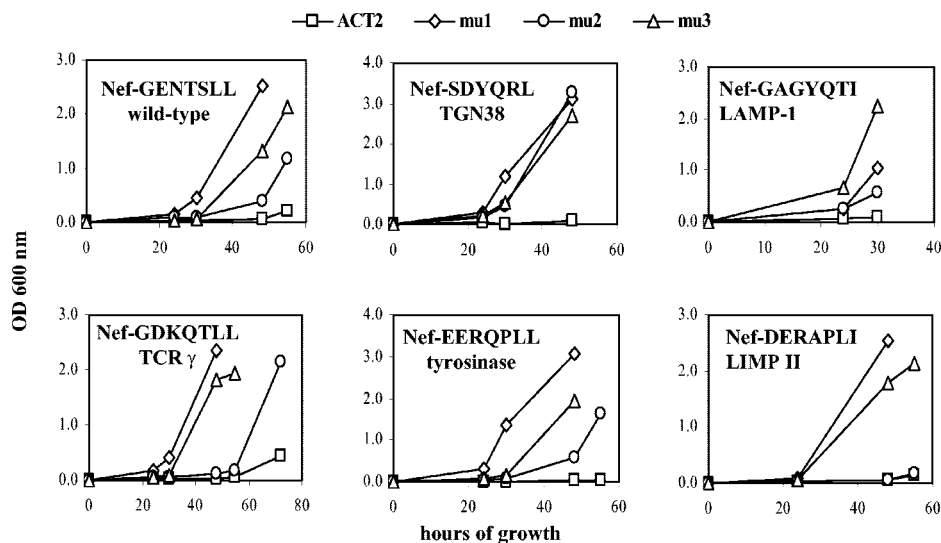 ACT2 mu1 mu2 mu3
OD 600 nm
3.0
2.0
1.0
0.0
0 20 40 60
Nef-GENTSLL
wild-type
4.0
3.0
2.0
1.0
0.0
0 20 40 60
Nef-SDYQRL
TGN38
3.0
2.0
1.0
0.0
0 10 20 30 40
Nef-GAGYQTI
LAMP-1
3.0
2.0
1.0
0.0
0 20 40 60 80
Nef-GDKQTLL
TCR γ
4.0
3.0
2.0
1.0
0.0
0 20 40 60
Nef-EERQPLL
tyrosinase
3.0
2.0
1.0
0.0
0 20 40 60
Nef-DERAPLI
LIMP II
hours of growth